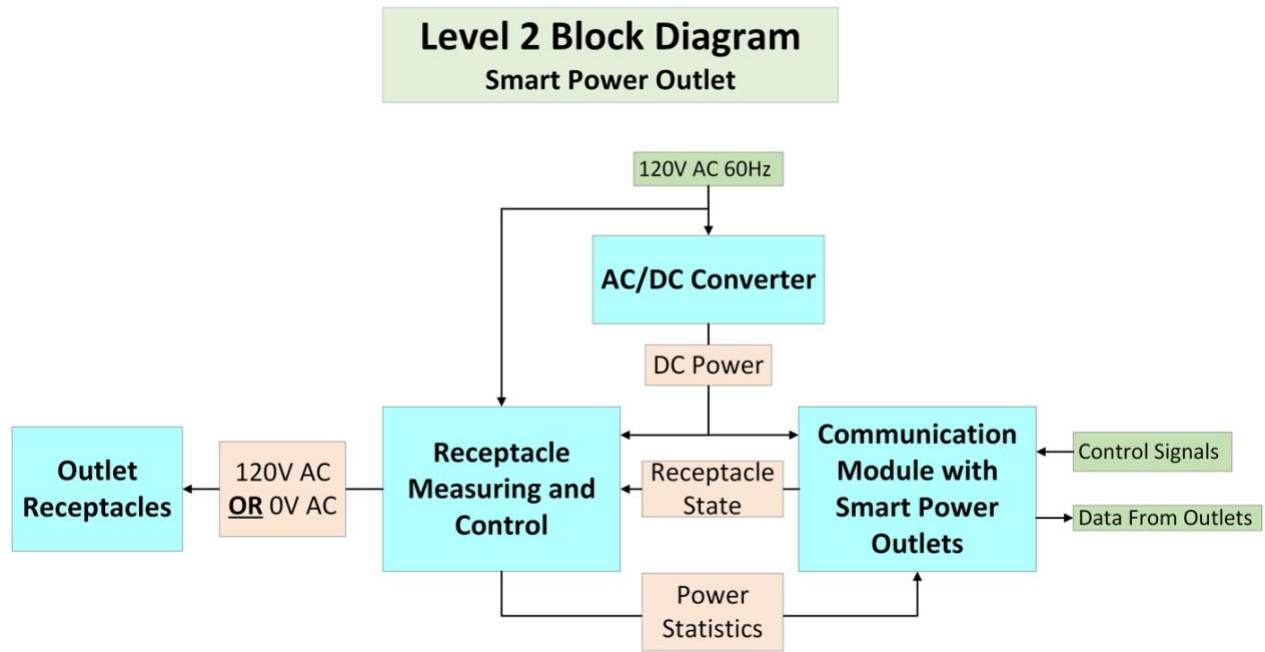 Level 2 Block Diagram
Smart Power Outlet
120V AC 60Hz
AC/DC Converter
DC Power
Outlet
Receptacles
120V AC
OR 0V AC
Receptacle
Measuring and
Control
Receptacle
State
Communication
Module with
Smart Power
Outlets
Control Signals
Data From Outlets
Power
Statistics